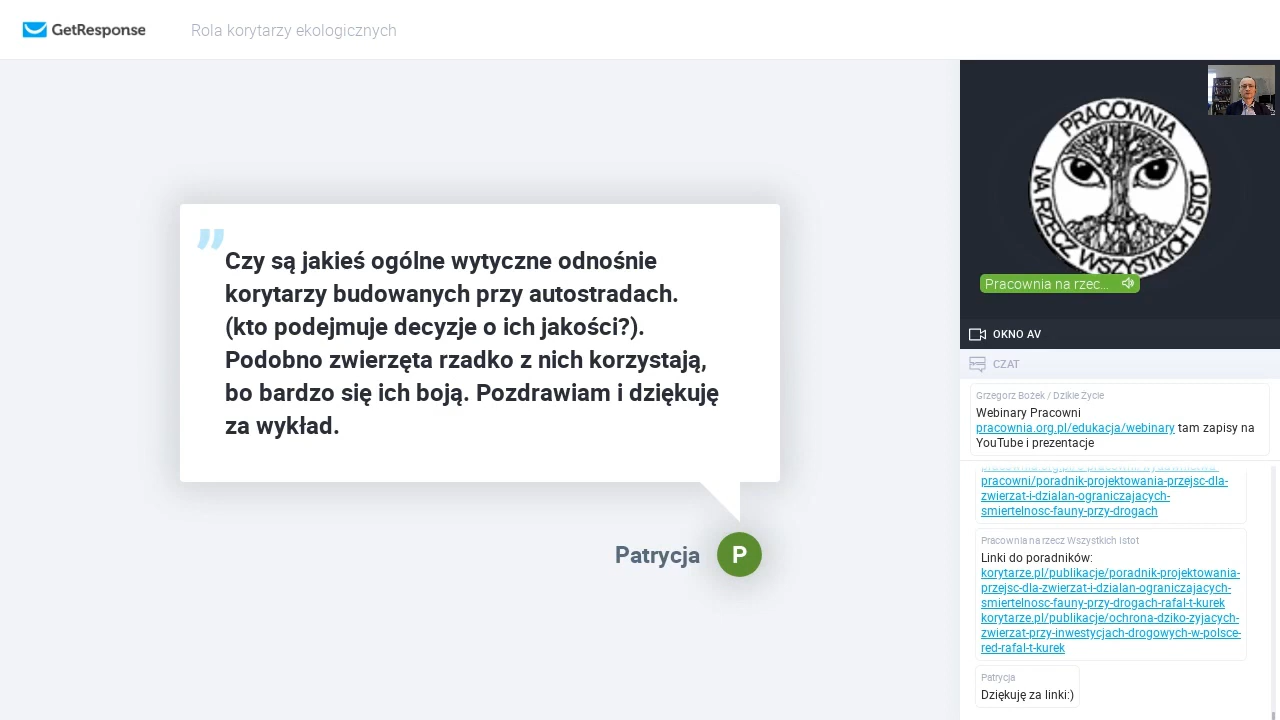 GetResponse
Rola korytarzy ekologicznych
Czy są jakieś ogólne wytyczne odnośnie
korytarzy budowanych przy autostradach.
(kto podejmuje decyzje o ich jakości?).
Podobno zwierzęta rzadko z nich korzystają,
bo bardzo się ich boją. Pozdrawiam i dziękuję
za wykład.
Patrycja
P
PRACOWNIA
NA RZECZ WSZYSTKICH ISTOT
Pracownia na rzec...
OKNO AV
CZAT
Grzegorz Bożek / Dzikie Życie
Webinary Pracowni
pracownia.org.pl/edukacja/webinary tam zapisy na
YouTube i prezentacje
pracowni/poradnik-projektowania-przejsc-dla-
zwierzat-i-dzialan-ograniczajacych-
smiertelnosc-fauny-przy-drogach
Pracownia na rzecz Wszystkich Istot
Linki do poradników:
korytarze.pl/publikacje/poradnik-projektowania-
przejsc-dla-zwierzat-i-dzialan-ograniczajacych-
smiertelnosc-fauny-przy-drogach-rafal-t-kurek
korytarze.pl/publikacje/ochrona-dziko-zyjacych-
zwierzat-przy-inwestycjach-drogowych-w-polsce-
red-rafal-t-kurek
Patrycja
Dziękuję za linki:)